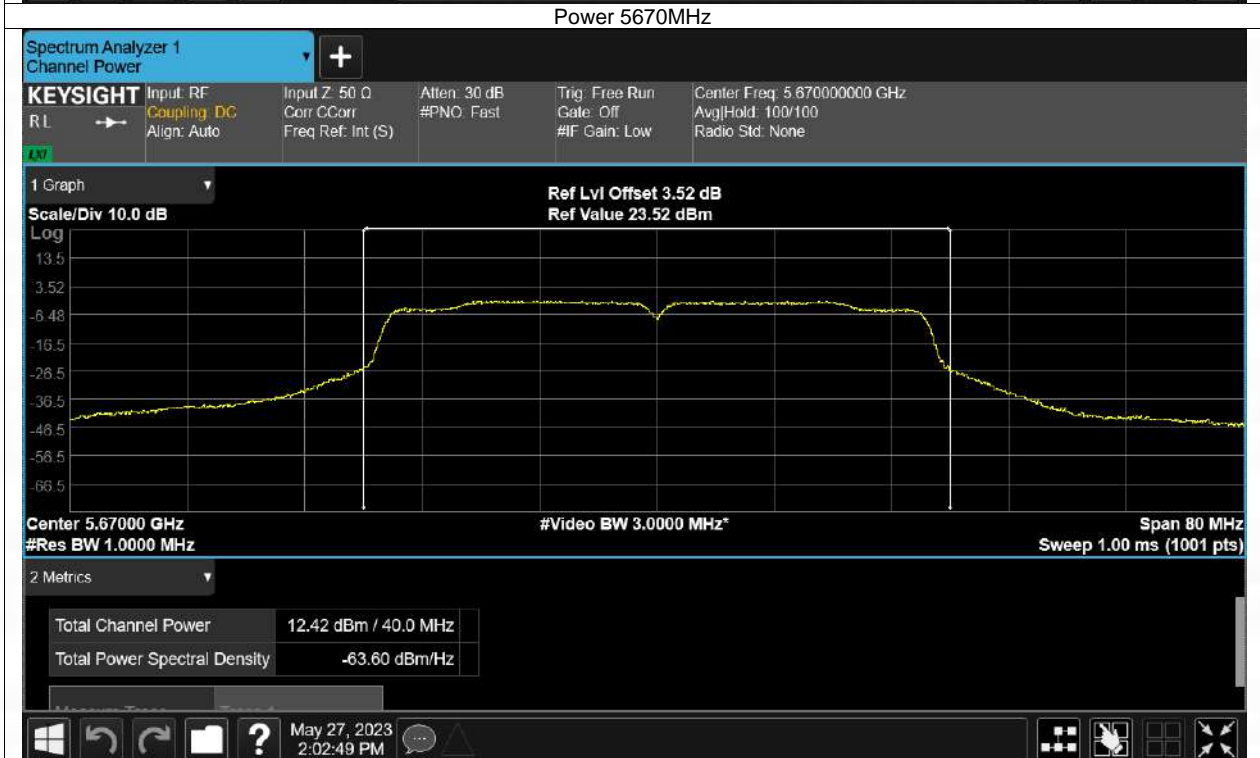 Power 5670MHz
Spectrum Analyzer 1
Channel Power
KEYSIGHT
RL
LXI
Input: RF
Coupling: DC
Align: Auto
Input Z: 50 Ω
Corr CCorr
Freq Ref: Int (S)
Atten: 30 dB
#PNO: Fast
Trig: Free Run
Gate: Off
#IF Gain: Low
Center Freq: 5.670000000 GHz
Avg|Hold: 100/100
Radio Std: None
1 Graph
Ref Lvl Offset 3.52 dB
Scale/Div 10.0 dB
Ref Value 23.52 dBm
Log
13.5
3.52
-6.48
-16.5
-26.5
-36.5
-46.5
-56.5
-66.5
Center 5.67000 GHz
#Video BW 3.0000 MHz*
Span 80 MHz
#Res BW 1.0000 MHz
Sweep 1.00 ms (1001 pts)
2 Metrics
Total Channel Power
12.42 dBm / 40.0 MHz
Total Power Spectral Density
-63.60 dBm/Hz
May 27, 2023
2:02:49 PM